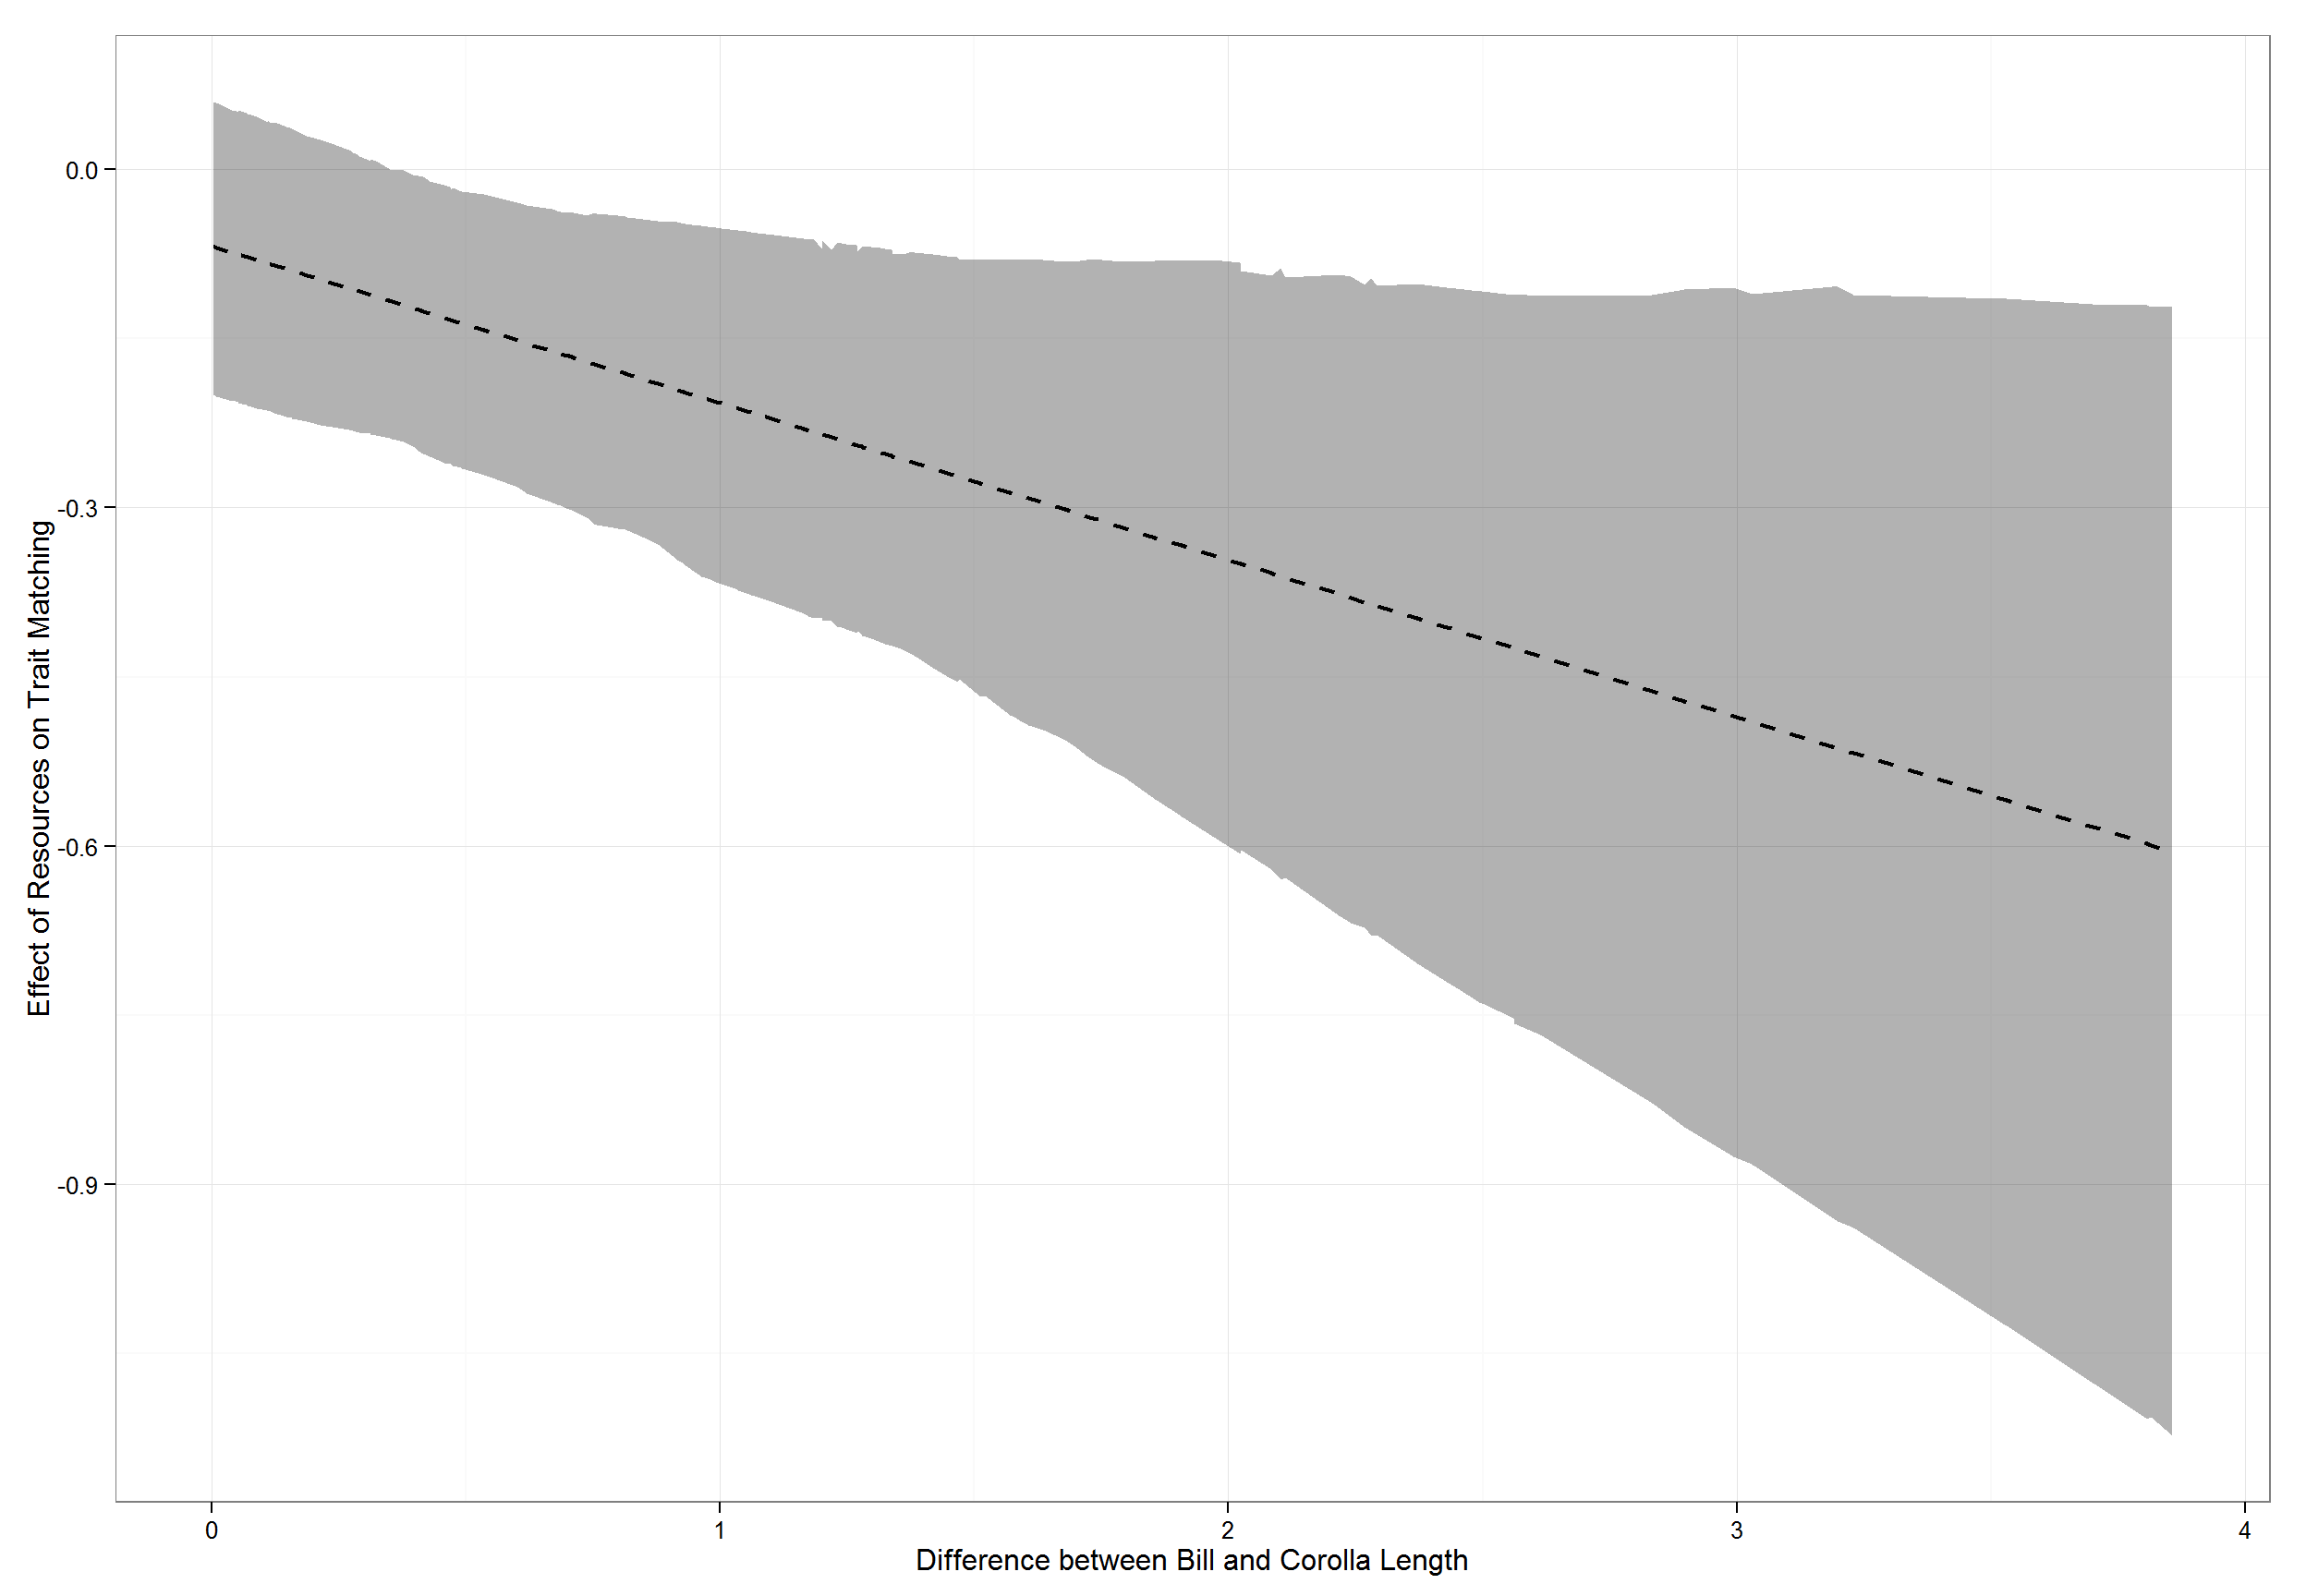 Effect of Resources on Trait Matching
0.0
-0.3
-0.6
-0.9
0 1 2 3 4
Difference between Bill and Corolla Length